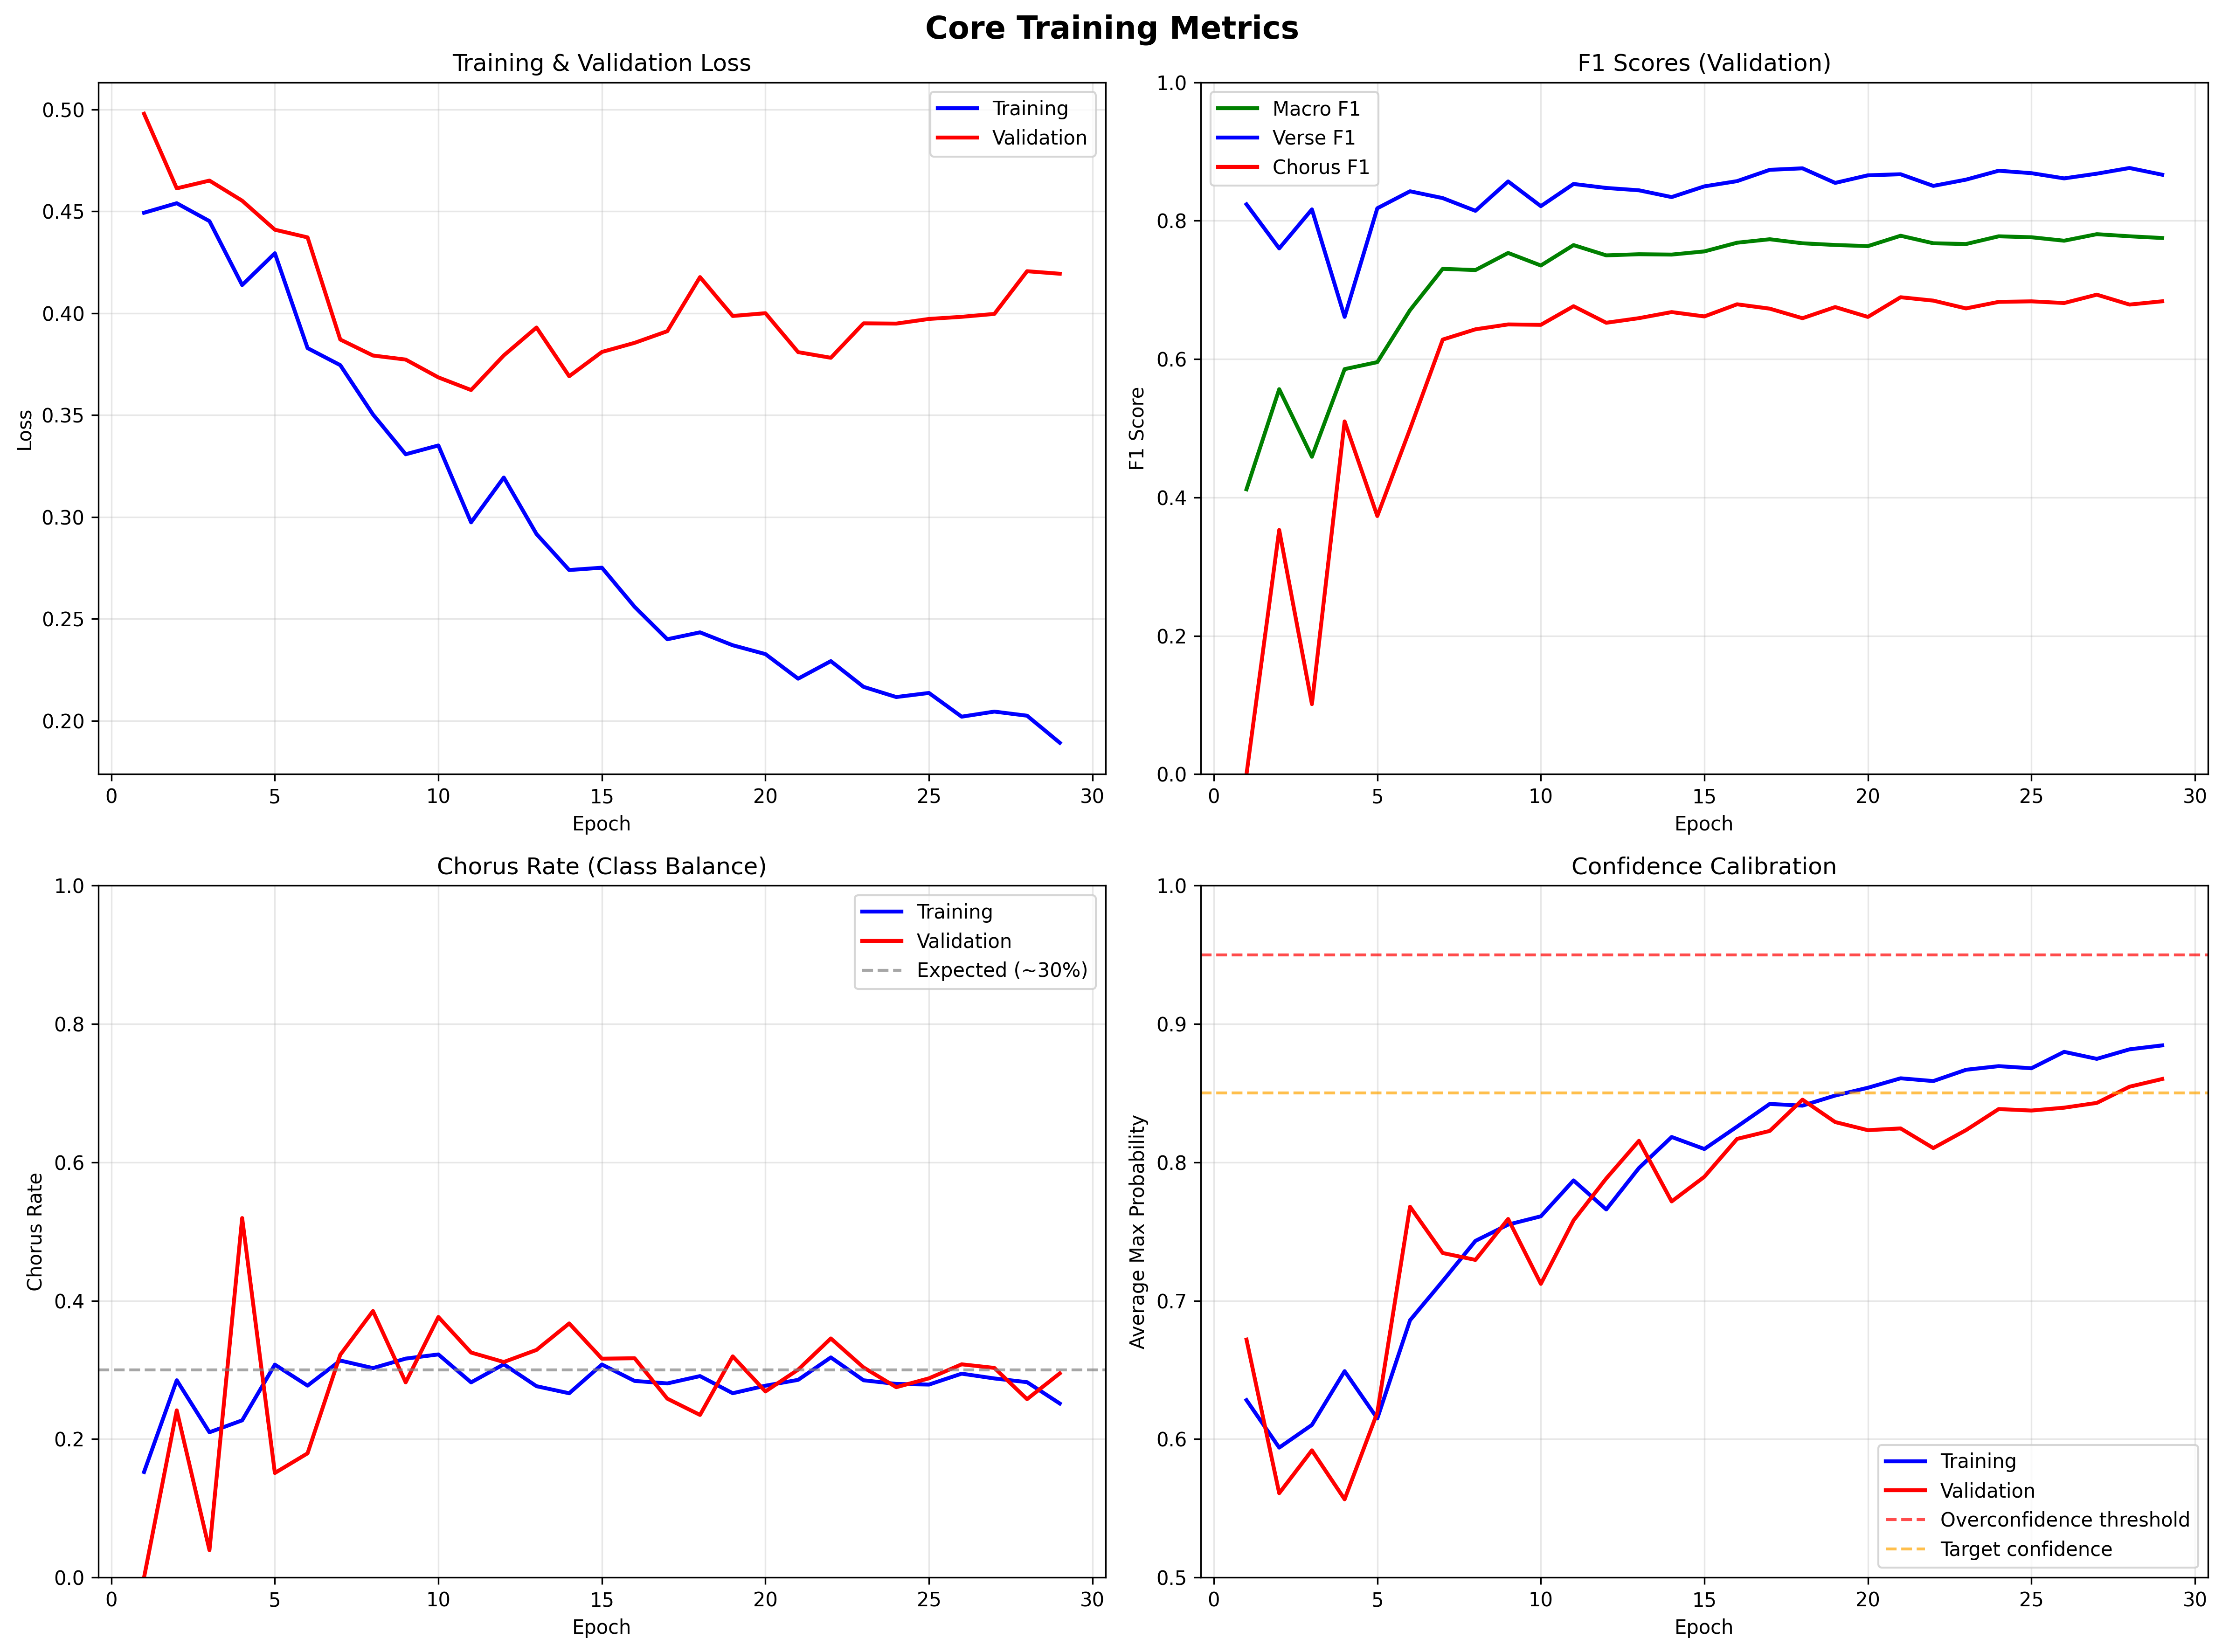 Core Training Metrics
Training & Validation Loss
0.50
0.45
0.40
0.35
0.30
0.25
0.20
Loss
Training
Validation
0 5 10 15 20 25 30
Epoch
F1 Scores (Validation)
1.0
0.8
0.6
0.4
0.2
0.0
F1 Score
Macro F1
Verse F1
Chorus F1
0 5 10 15 20 25 30
Epoch
Chorus Rate (Class Balance)
1.0
0.8
0.6
0.4
0.2
0.0
Chorus Rate
Training
Validation
Expected (~30%)
0 5 10 15 20 25 30
Epoch
Confidence Calibration
1.0
0.9
0.8
0.7
0.6
0.5
Average Max Probability
Training
Validation
Overconfidence threshold
Target confidence
0 5 10 15 20 25 30
Epoch